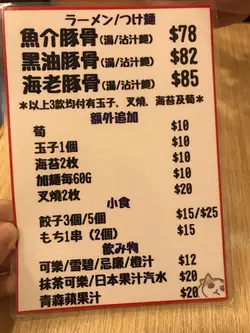 ラーメン/つけ麵
魚介豚骨(湯/沾汁麵) $78
黑油豚骨(湯/沾汁麵) $82
海老豚骨(湯/沾汁麵) $85
*以上3款均付有玉子、叉燒、海苔及筍*
額外追加
筍 $10
玉子1個 $10
海苔2枚 $10
加麵每60G $10
叉燒2枚 $20
小食
餃子3個/5個 $15/$25
もち1串(2個) $15
飲み物
可樂/雪碧/忌廉/橙汁 $12
抹茶可樂/日本果汁汽水 $20
青森蘋果汁 $20